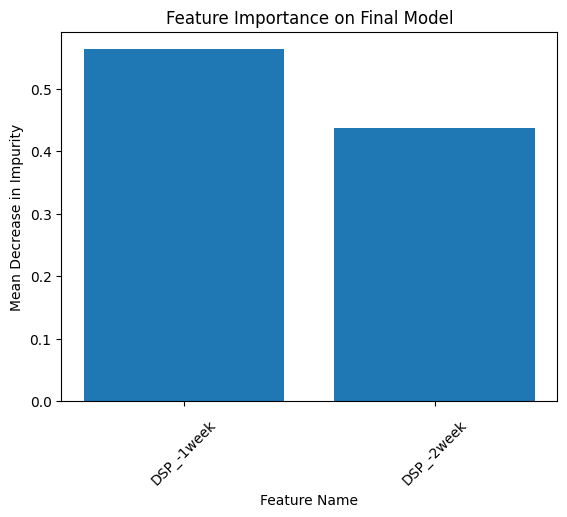 Feature Importance on Final Model
Mean Decrease in Impurity
0.5
0.4
0.3
0.2
0.1
0.0
DSP_-1week
DSP_-2week
Feature Name